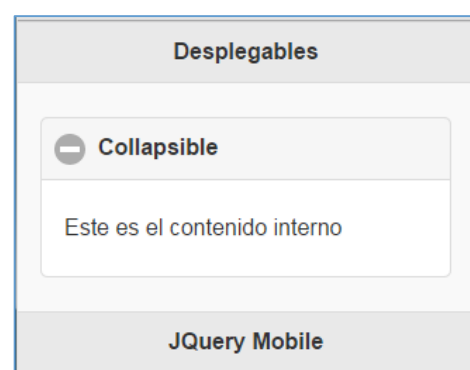 Desplegables
Collapsible
Este es el contenido interno
JQuery Mobile